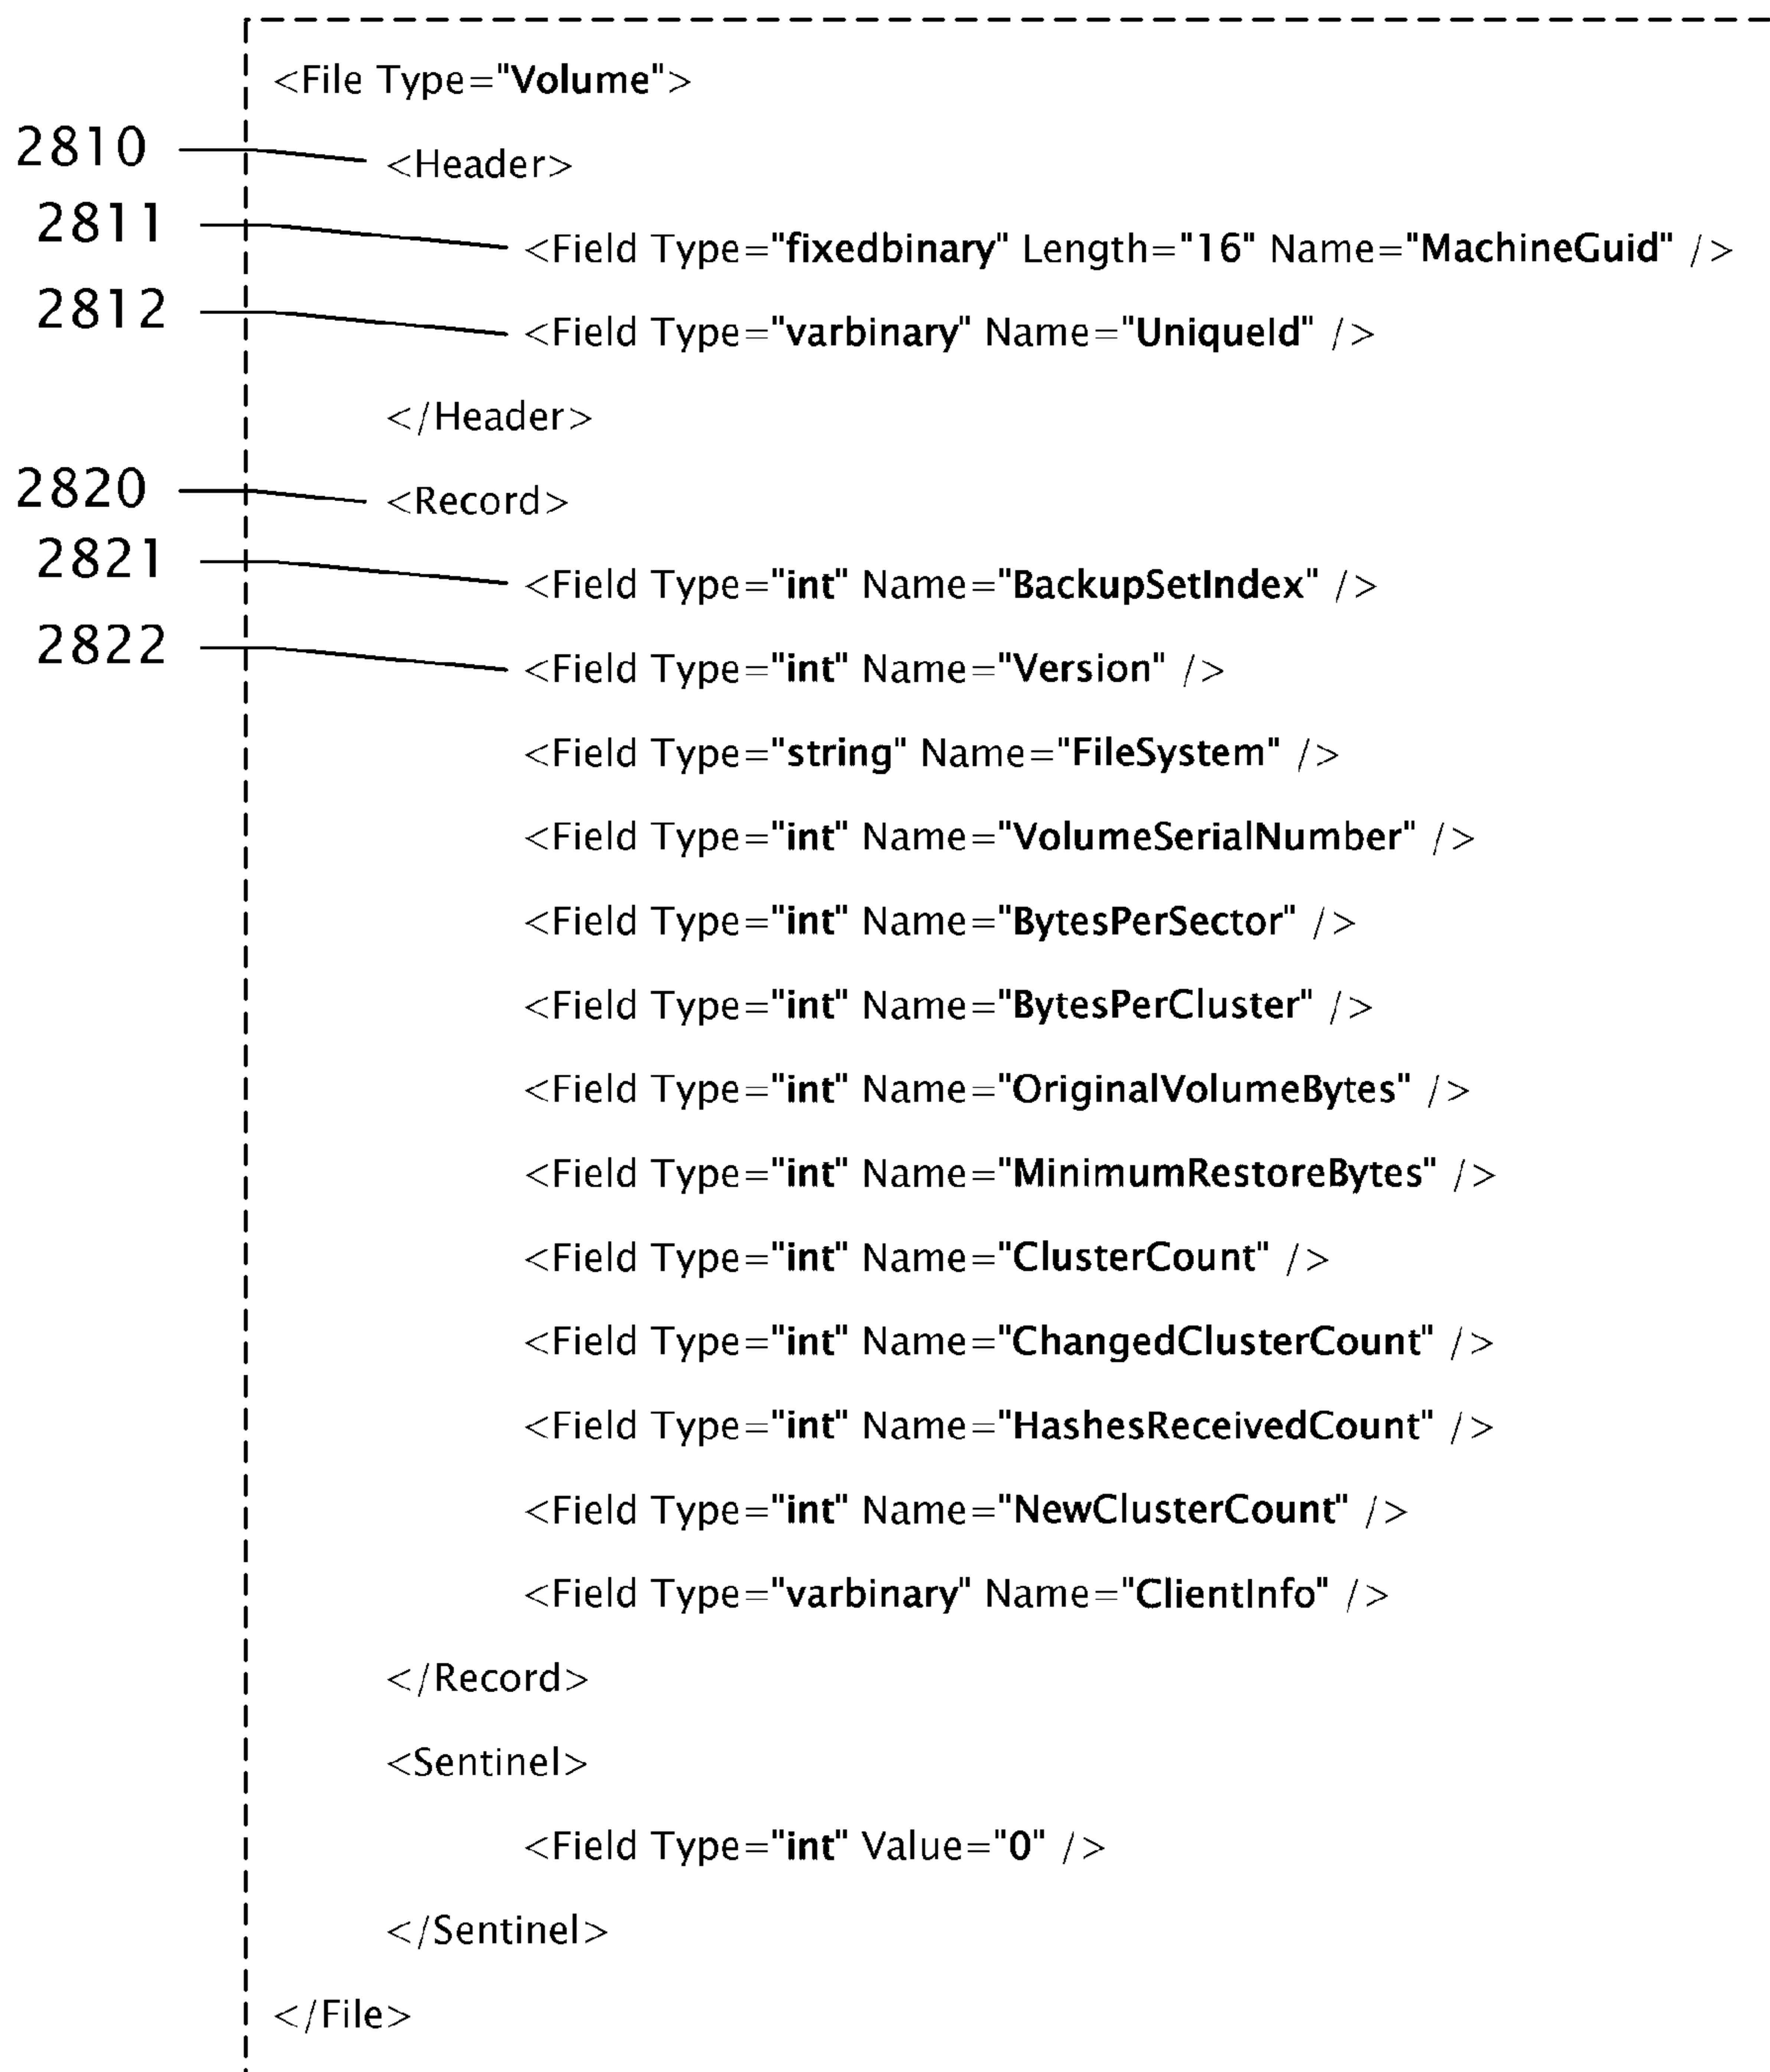 <File Type="Volume">
2810 <Header>
2811 <Field Type="fixedbinary" Length="16" Name="MachineGuid" />
2812 <Field Type="varbinary" Name="UniqueId" />
</Header>
2820 <Record>
2821 <Field Type="int" Name="BackupSetIndex" />
2822 <Field Type="int" Name="Version" />
<Field Type="string" Name="FileSystem" />
<Field Type="int" Name="VolumeSerialNumber" />
<Field Type="int" Name="BytesPerSector" />
<Field Type="int" Name="BytesPerCluster" />
<Field Type="int" Name="OriginalVolumeBytes" />
<Field Type="int" Name="MinimumRestoreBytes" />
<Field Type="int" Name="ClusterCount" />
<Field Type="int" Name="ChangedClusterCount" />
<Field Type="int" Name="HashesReceivedCount" />
<Field Type="int" Name="NewClusterCount" />
<Field Type="varbinary" Name="ClientInfo" />
</Record>
<Sentinel>
<Field Type="int" Value="0" />
</Sentinel>
</File>